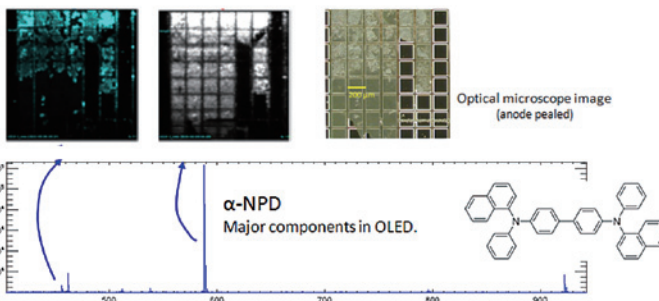 200 μm
Optical microscope image
(anode pealed)
α-NPD
Major components in OLED.
N
N
500
600
700
800
900